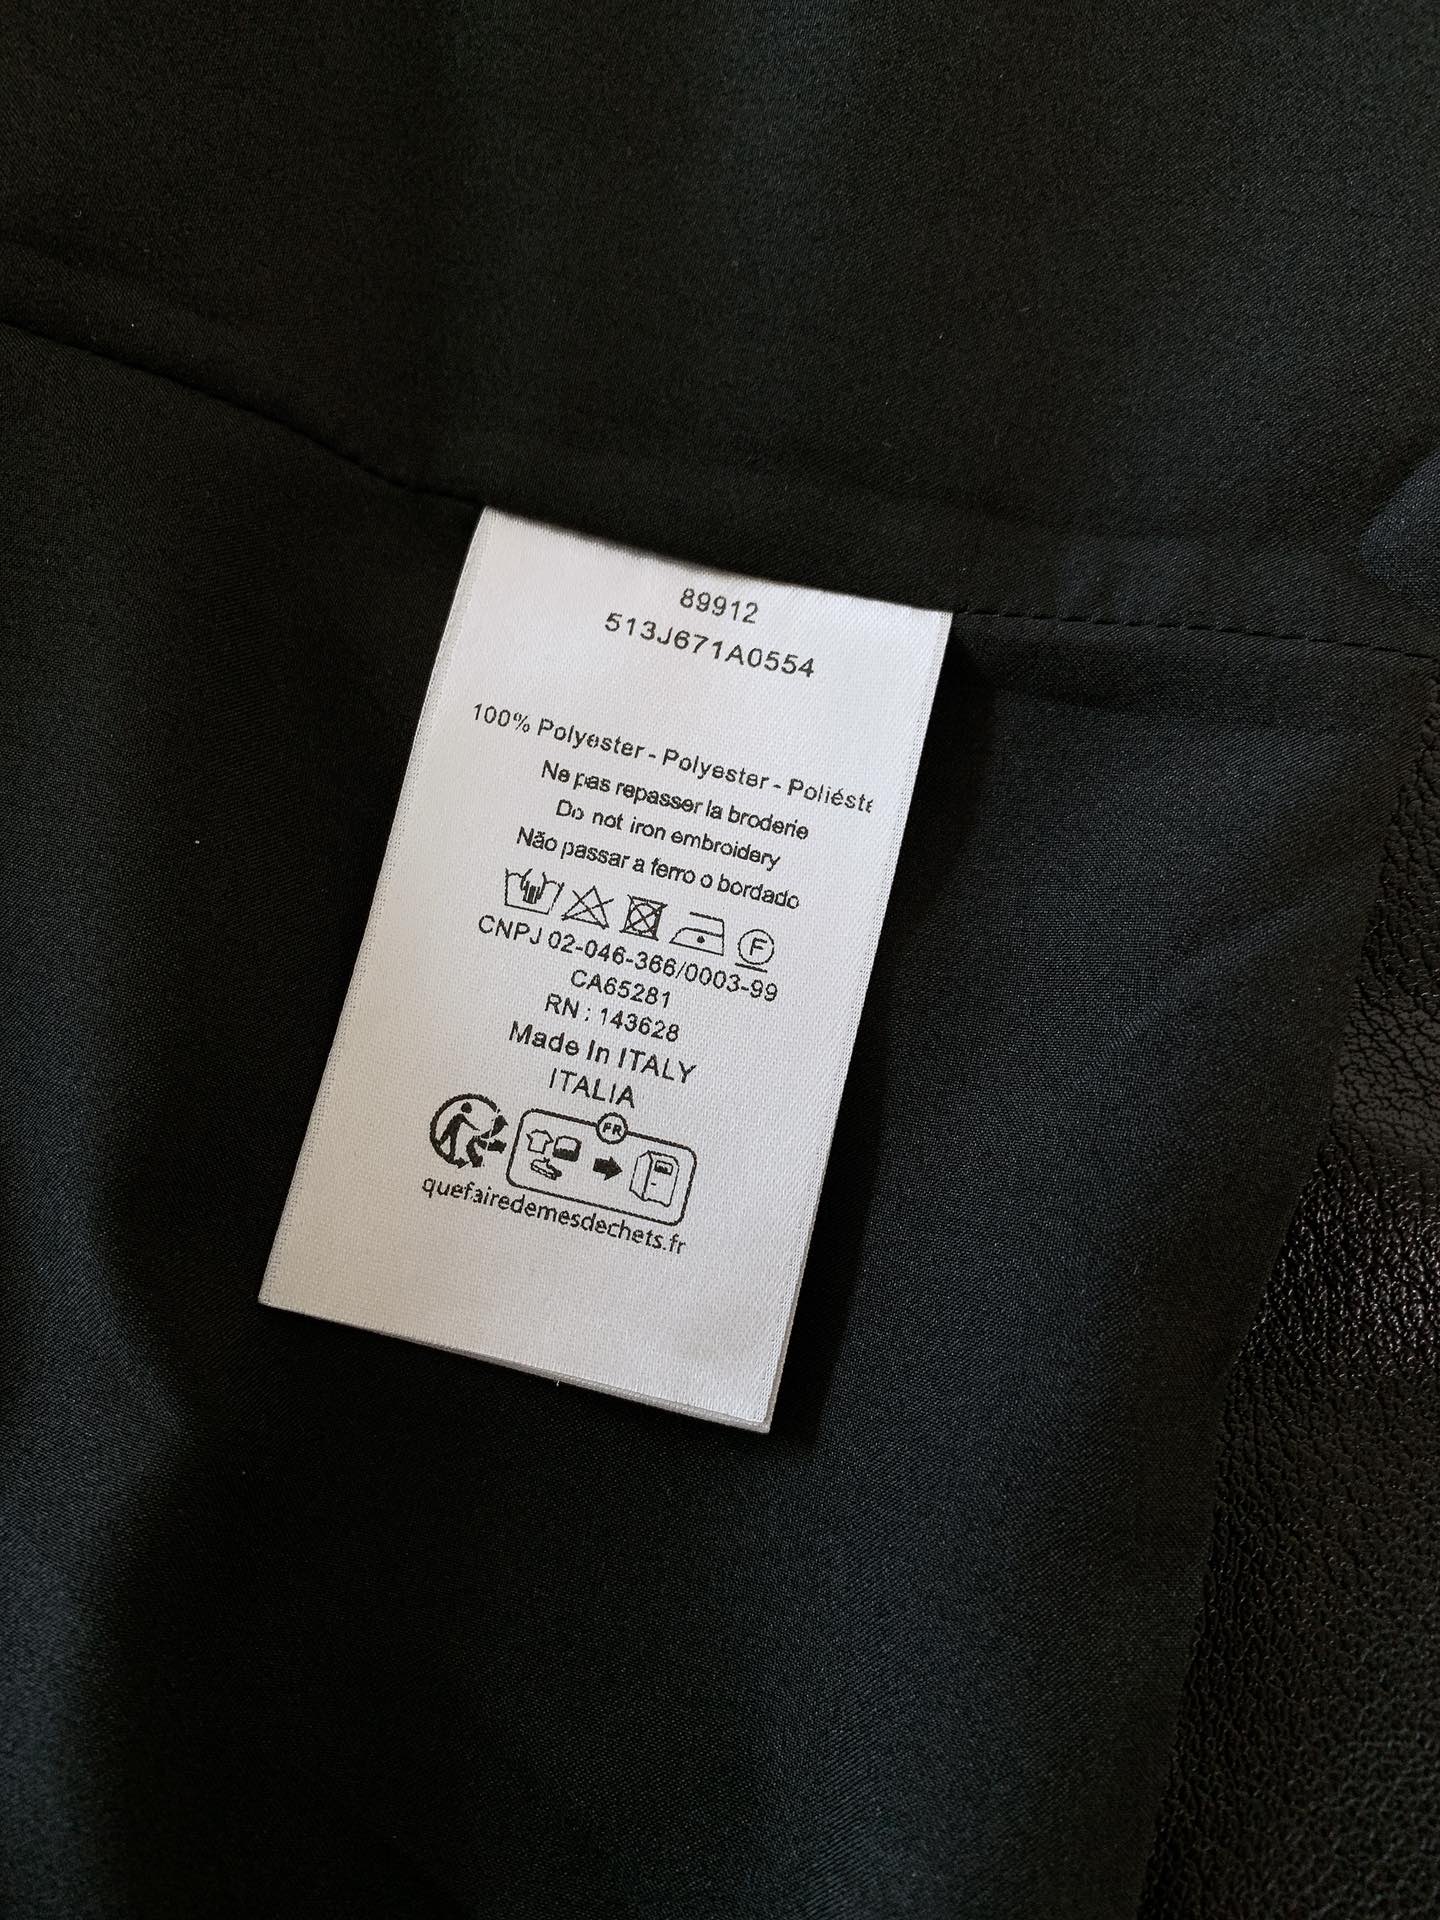 89912
513J671A0554
100% Polyester - Polyester - Poliéste
Ne pas repasser la broderie
Do not iron embroidery
Não passar a ferro o bordado
F
CNPJ 02-046-366/0003-99
CA65281
RN : 143628
Made In ITALY
ITALIA
FR
quefairedemesdechets.fr